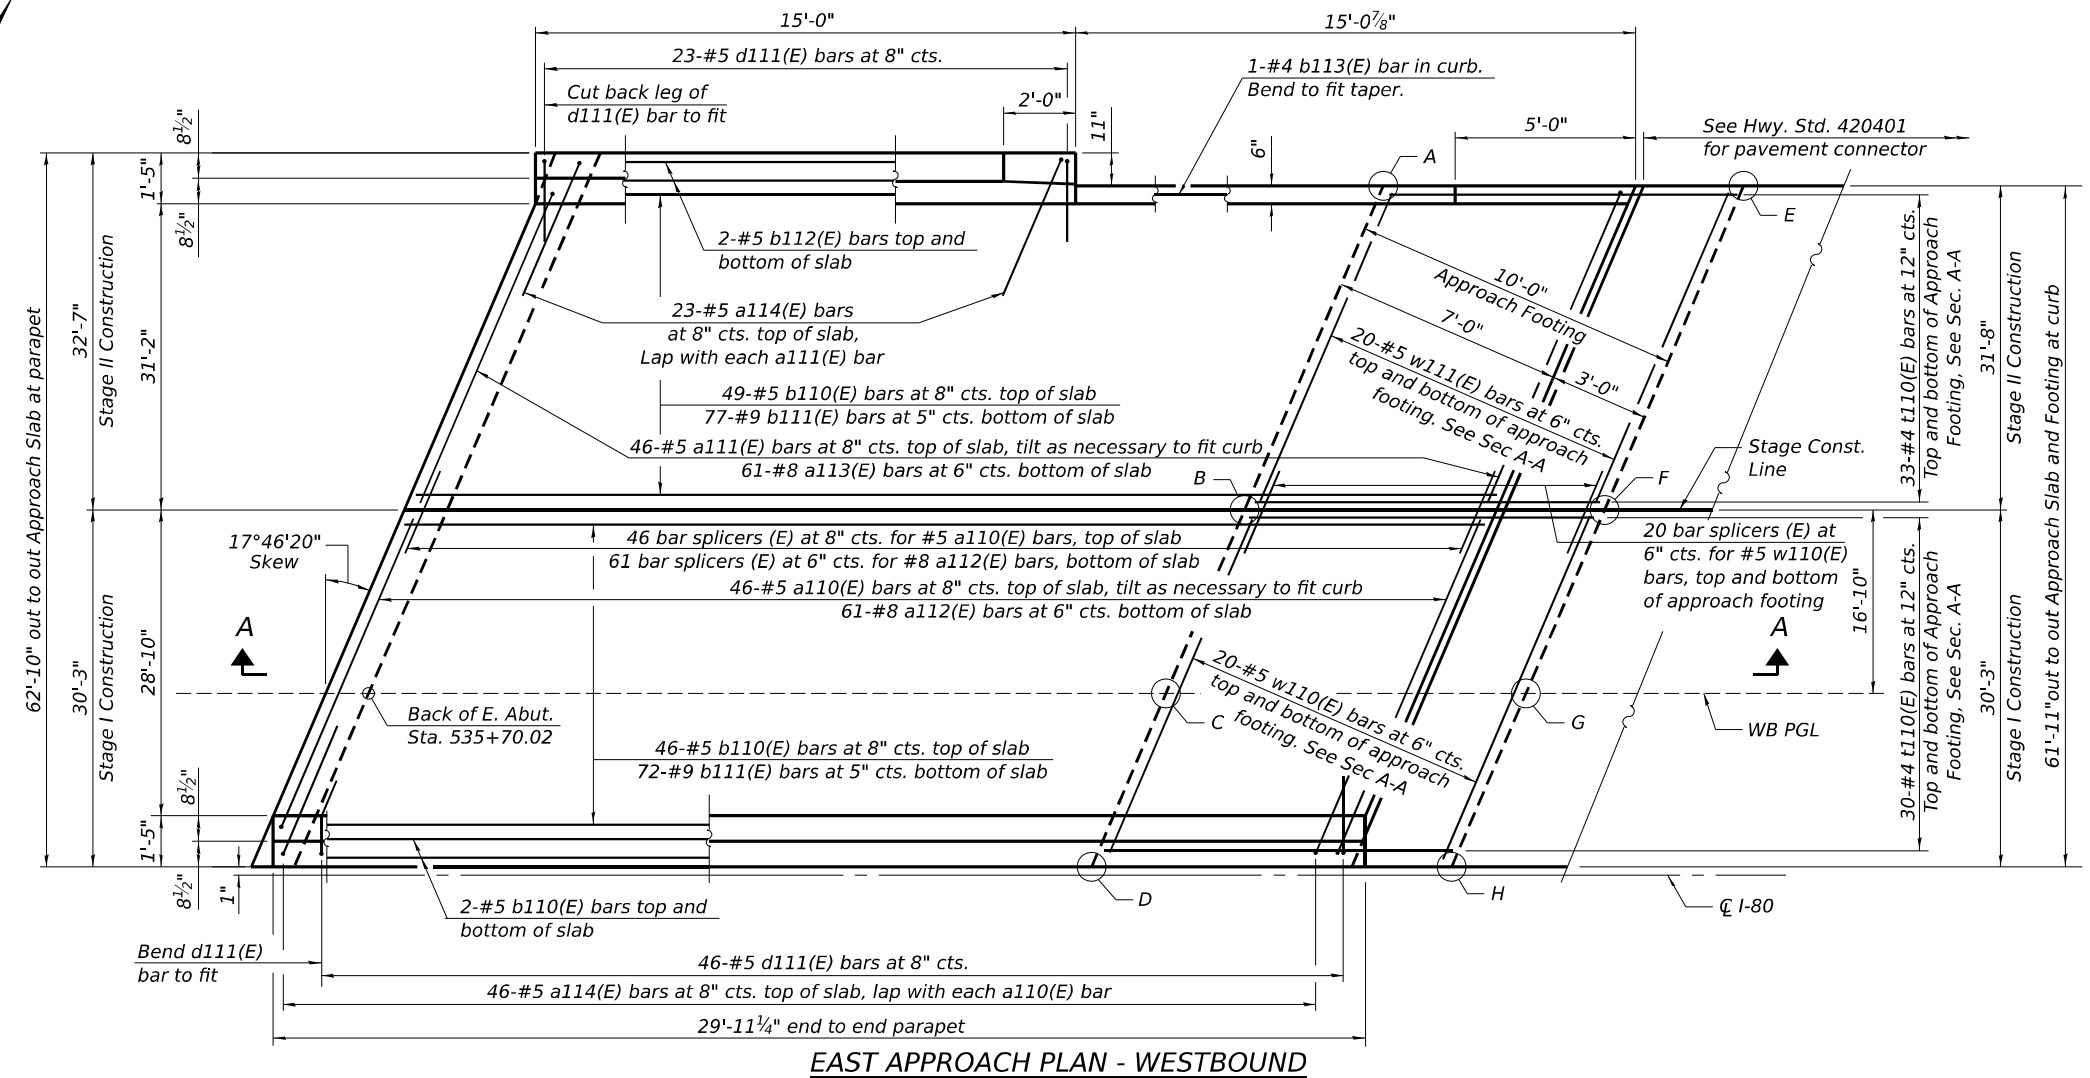 15'-0"
15'-0⅞"
23-#5 d111(E) bars at 8" cts.
1-#4 b113(E) bar in curb.
Bend to fit taper.
Cut back leg of
d111(E) bar to fit
2'-0"
11"
6"
5'-0"
See Hwy. Std. 420401
for pavement connector
8½"
1'-5"
8½"
A
E
2-#5 b112(E) bars top and
bottom of slab
10'-0"
Approach Footing
7'-0"
3'-0"
23-#5 a114(E) bars
at 8" cts. top of slab,
Lap with each a111(E) bar
20-#5 w111(E) bars at 6" cts.
top and bottom of approach
footing. See Sec A-A
49-#5 b110(E) bars at 8" cts. top of slab
77-#9 b111(E) bars at 5" cts. bottom of slab
46-#5 a111(E) bars at 8" cts. top of slab, tilt as necessary to fit curb
61-#8 a113(E) bars at 6" cts. bottom of slab
62'-10" out to out Approach Slab at parapet
32'-7"
Stage II Construction
31'-2"
33-#4 t110(E) bars at 12" cts.
Top and bottom of Approach
Footing, See Sec. A-A
31'-8"
Stage II Construction
61'-11"out to out Approach Slab and Footing at curb
Stage Const.
Line
B
F
17°46'20"
Skew
46 bar splicers (E) at 8" cts. for #5 a110(E) bars, top of slab
61 bar splicers (E) at 6" cts. for #8 a112(E) bars, bottom of slab
46-#5 a110(E) bars at 8" cts. top of slab, tilt as necessary to fit curb
61-#8 a112(E) bars at 6" cts. bottom of slab
20 bar splicers (E) at
6" cts. for #5 w110(E)
bars, top and bottom
of approach footing
16'-10"
30'-3"
Stage I Construction
28'-10"
30-#4 t110(E) bars at 12" cts.
Top and bottom of Approach
Footing, See Sec. A-A
30'-3"
Stage I Construction
A
A
20-#5 w110(E) bars at 6" cts.
top and bottom of approach
footing. See Sec A-A
Back of E. Abut.
Sta. 535+70.02
C
G
WB PGL
46-#5 b110(E) bars at 8" cts. top of slab
72-#9 b111(E) bars at 5" cts. bottom of slab
8½"
1'-5"
8½"
1"
D
H
℄ I-80
2-#5 b110(E) bars top and
bottom of slab
Bend d111(E)
bar to fit
46-#5 d111(E) bars at 8" cts.
46-#5 a114(E) bars at 8" cts. top of slab, lap with each a110(E) bar
29'-11¼" end to end parapet
EAST APPROACH PLAN - WESTBOUND